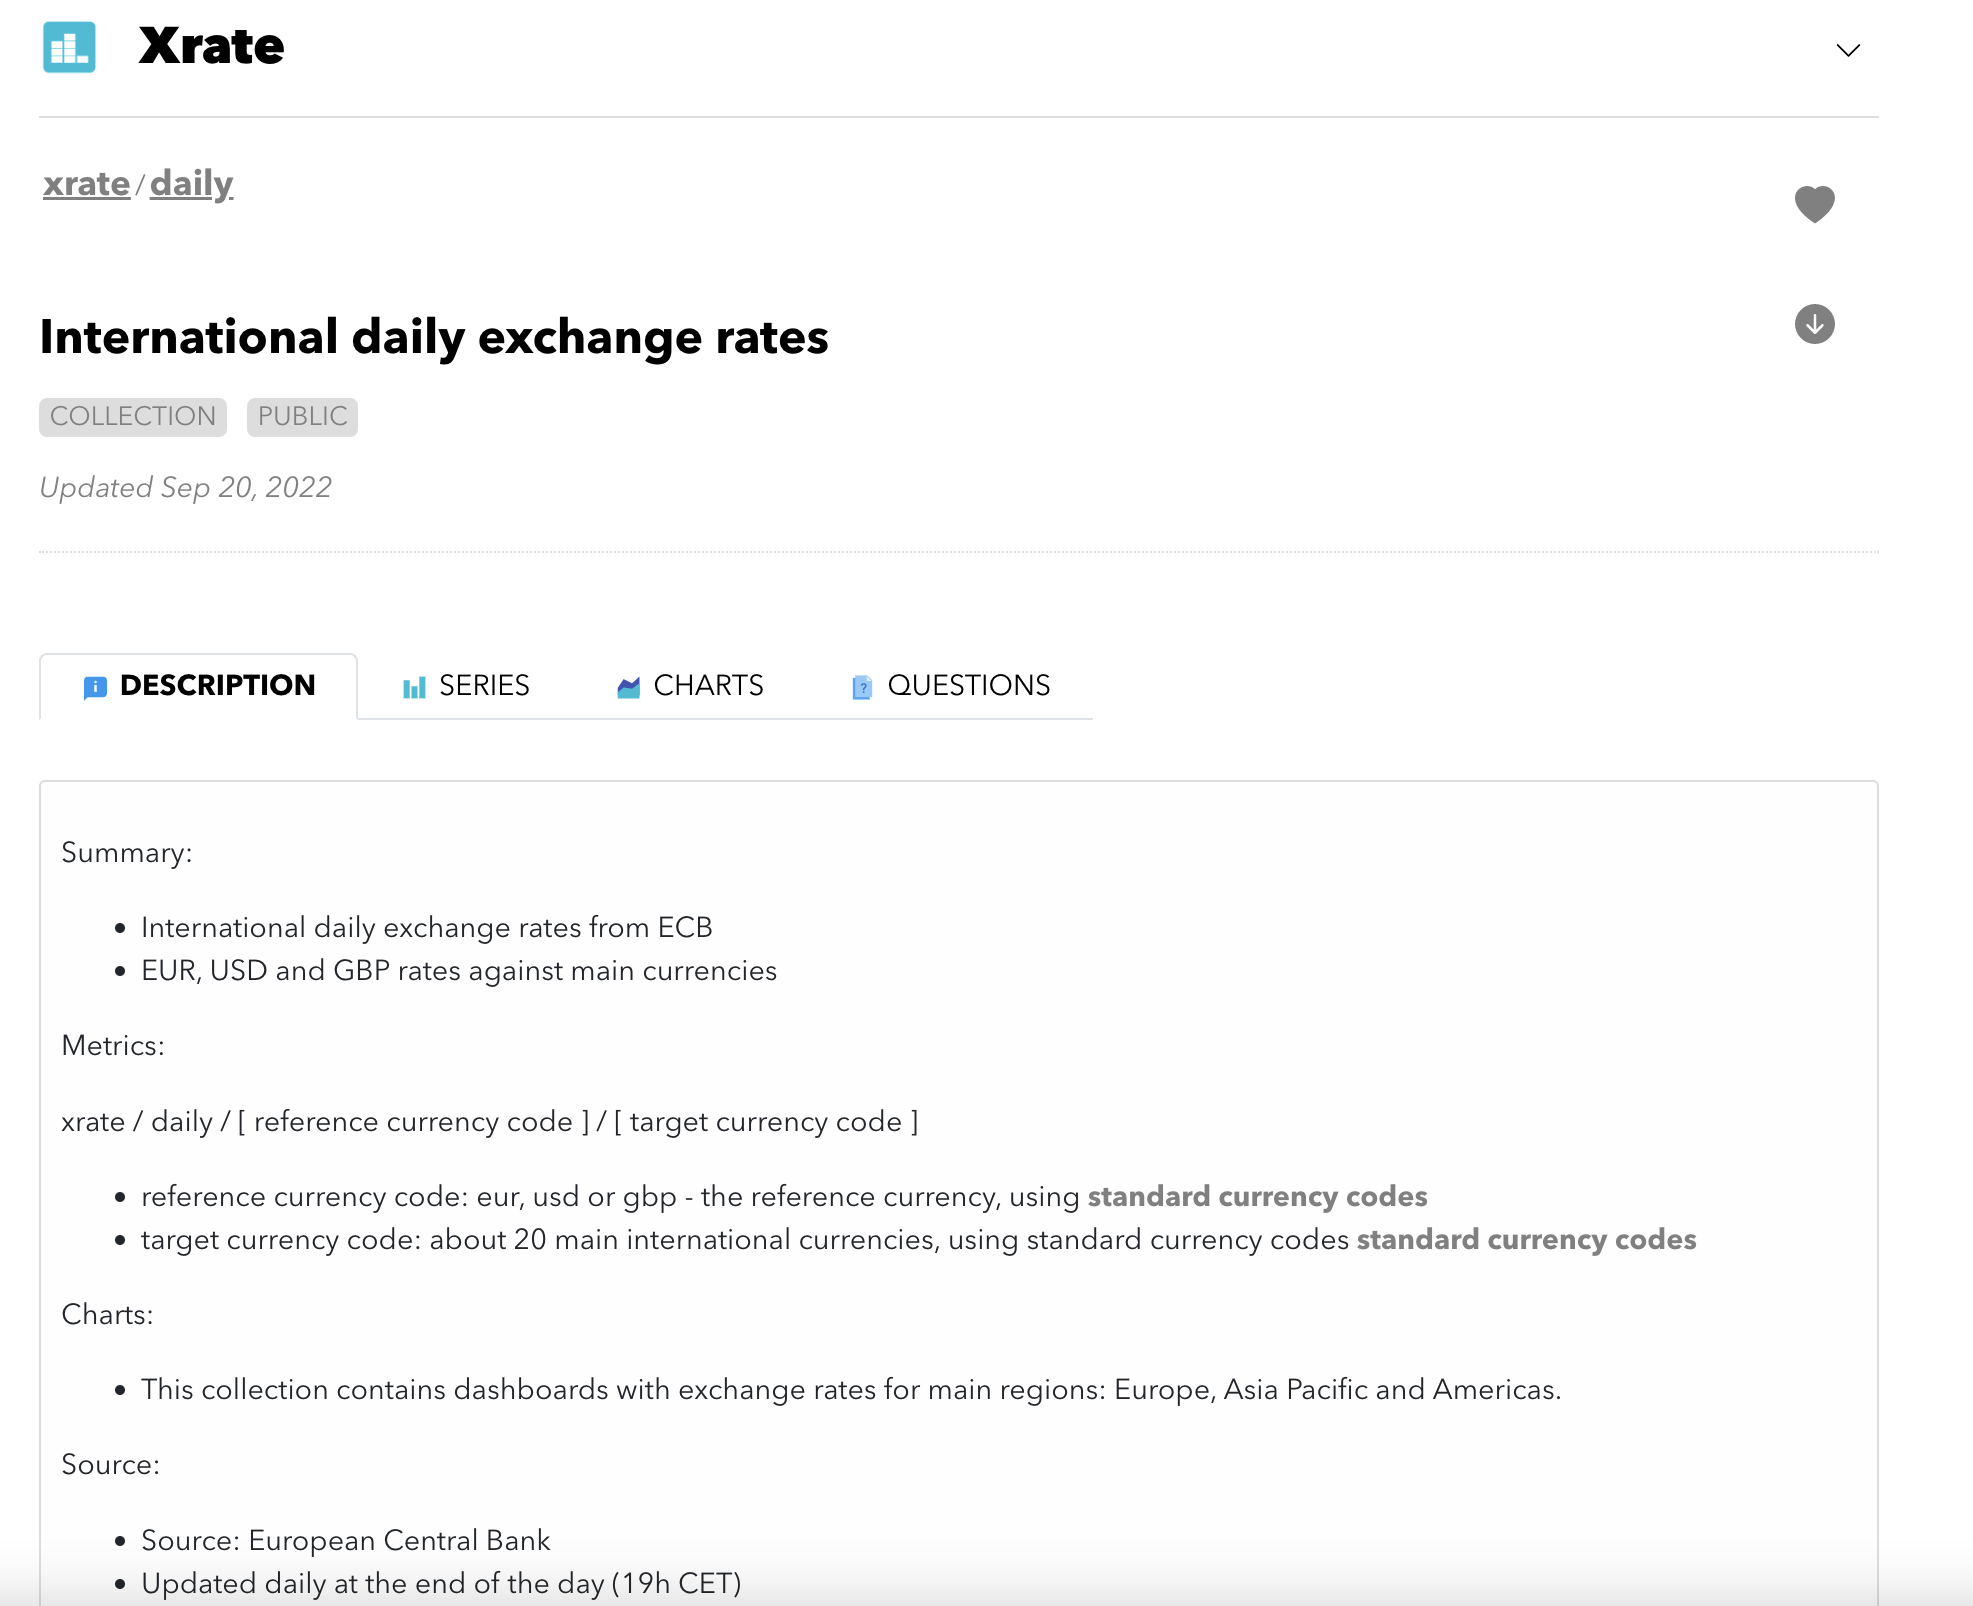 Xrate
xrate / daily
International daily exchange rates
COLLECTION PUBLIC
Updated Sep 20, 2022
DESCRIPTION SERIES CHARTS QUESTIONS
Summary:
• International daily exchange rates from ECB
• EUR, USD and GBP rates against main currencies
Metrics:
xrate / daily / [ reference currency code ] / [ target currency code ]
• reference currency code: eur, usd or gbp - the reference currency, using standard currency codes
• target currency code: about 20 main international currencies, using standard currency codes standard currency codes
Charts:
• This collection contains dashboards with exchange rates for main regions: Europe, Asia Pacific and Americas.
Source:
• Source: European Central Bank
• Updated daily at the end of the day (19h CET)